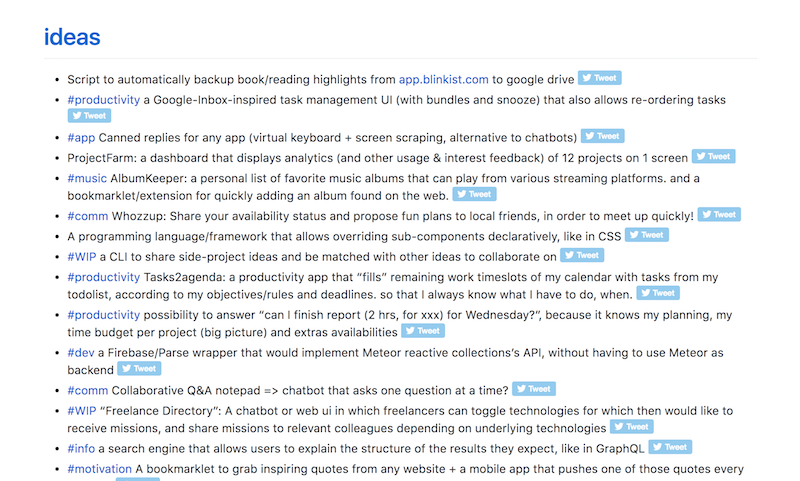 ideas
• Script to automatically backup book/reading highlights from app.blinkist.com to google drive Tweet
• #productivity a Google-Inbox-inspired task management UI (with bundles and snooze) that also allows re-ordering tasks
Tweet
• #app Canned replies for any app (virtual keyboard + screen scraping, alternative to chatbots) Tweet
• ProjectFarm: a dashboard that displays analytics (and other usage & interest feedback) of 12 projects on 1 screen Tweet
• #music AlbumKeeper: a personal list of favorite music albums that can play from various streaming platforms. and a
bookmarklet/extension for quickly adding an album found on the web. Tweet
• #comm Whozzup: Share your availability status and propose fun plans to local friends, in order to meet up quickly! Tweet
• A programming language/framework that allows overriding sub-components declaratively, like in CSS Tweet
• #WIP a CLI to share side-project ideas and be matched with other ideas to collaborate on Tweet
• #productivity Tasks2agenda: a productivity app that “fills” remaining work timeslots of my calendar with tasks from my
todolist, according to my objectives/rules and deadlines. so that I always know what I have to do, when. Tweet
• #productivity possibility to answer “can I finish report (2 hrs, for xxx) for Wednesday?”, because it knows my planning, my
time budget per project (big picture) and extras availabilities Tweet
• #dev a Firebase/Parse wrapper that would implement Meteor reactive collections’s API, without having to use Meteor as
backend Tweet
• #comm Collaborative Q&A notepad => chatbot that asks one question at a time? Tweet
• #WIP “Freelance Directory”: A chatbot or web ui in which freelancers can toggle technologies for which then would like to
receive missions, and share missions to relevant colleagues depending on underlying technologies Tweet
• #info a search engine that allows users to explain the structure of the results they expect, like in GraphQL Tweet
• #motivation A bookmarklet to grab inspiring quotes from any website + a mobile app that pushes one of those quotes every